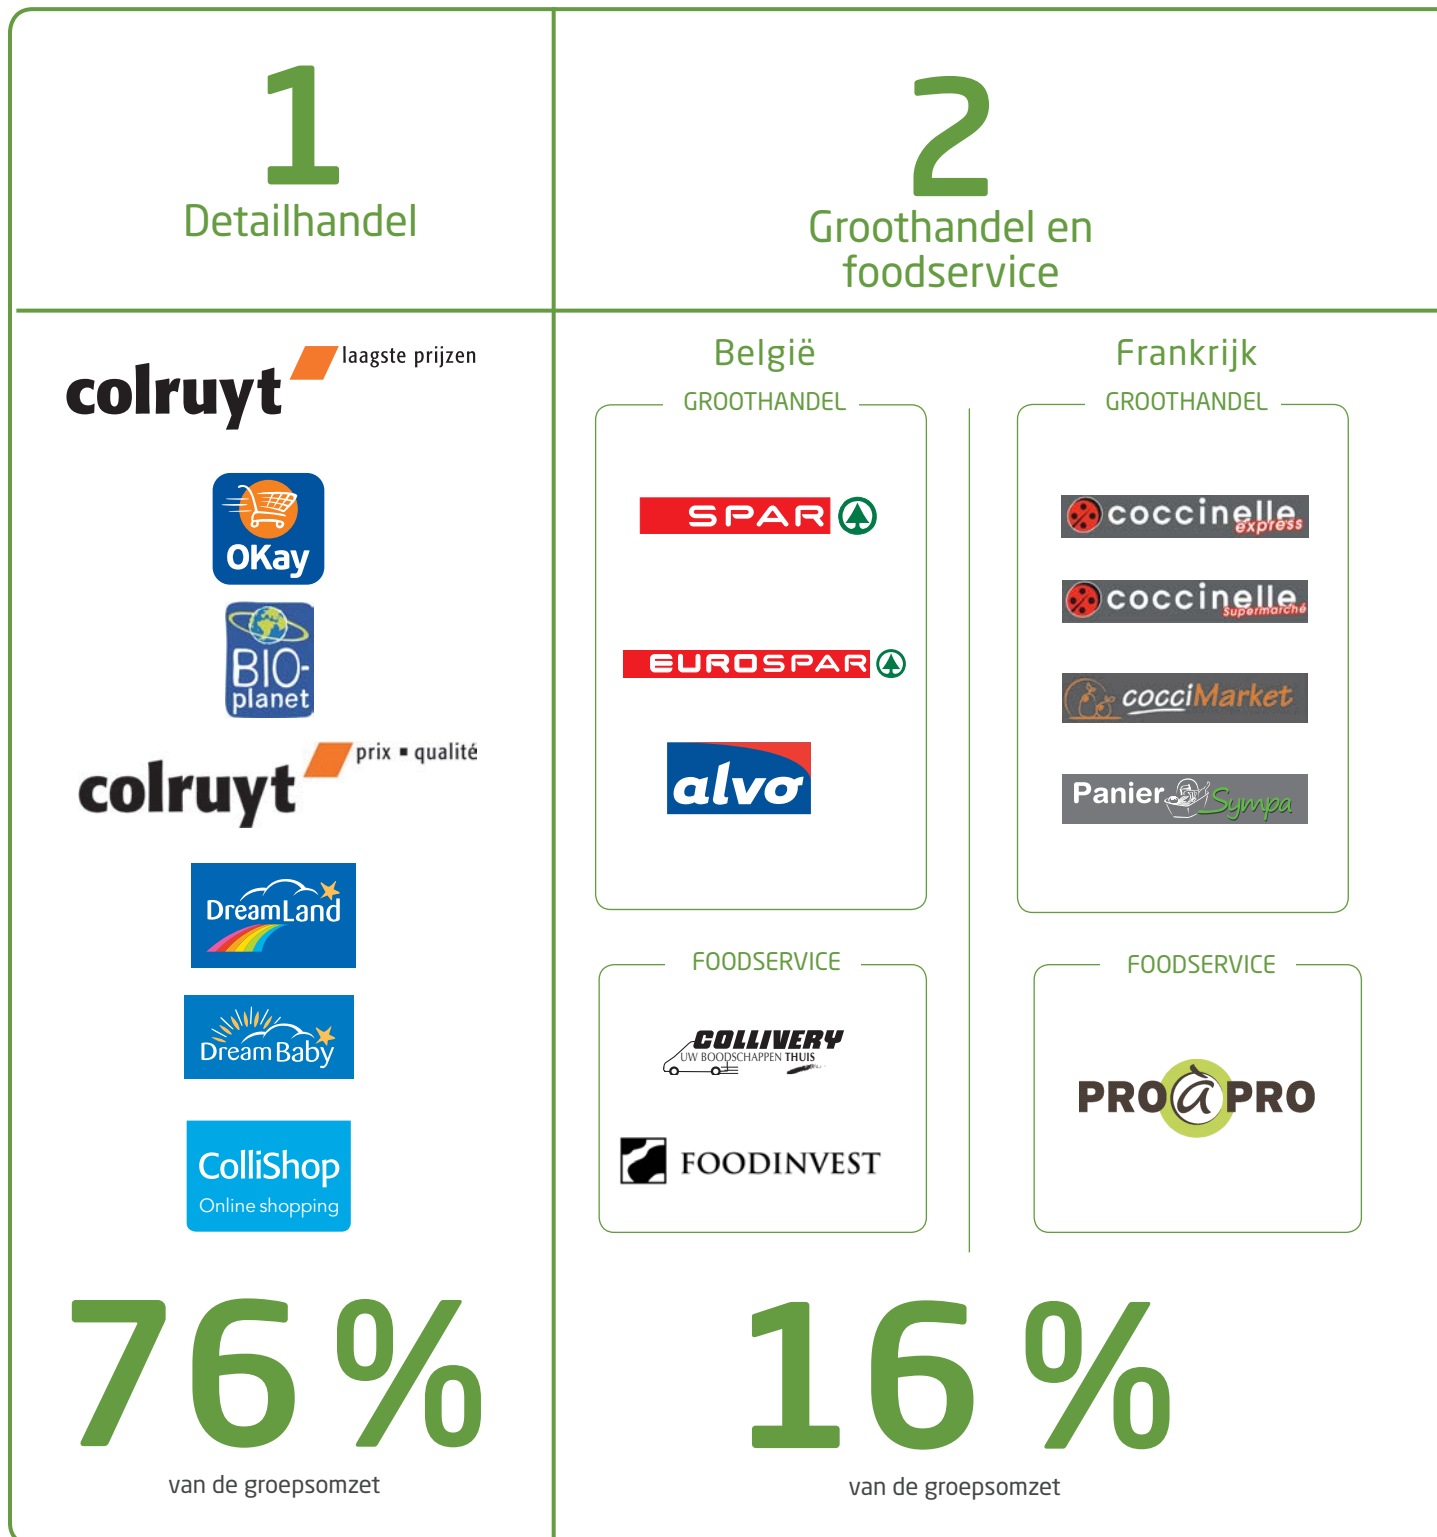 1
Detailhandel
colruyt laagste prijzen
OKay
BIO-
planet
colruyt prix ▪ qualité
DreamLand
DreamBaby
ColliShop
Online shopping
76 %
van de groepsomzet
2
Groothandel en
foodservice
België
GROOTHANDEL
SPAR
EUROSPAR
alvo
FOODSERVICE
COLLIVERY
UW BOODSCHAPPEN THUIS
FOODINVEST
Frankrijk
GROOTHANDEL
coccinelle
express
coccinelle
Supermarché
cocciMarket
Panier Sympa
FOODSERVICE
PRO à PRO
16 %
van de groepsomzet